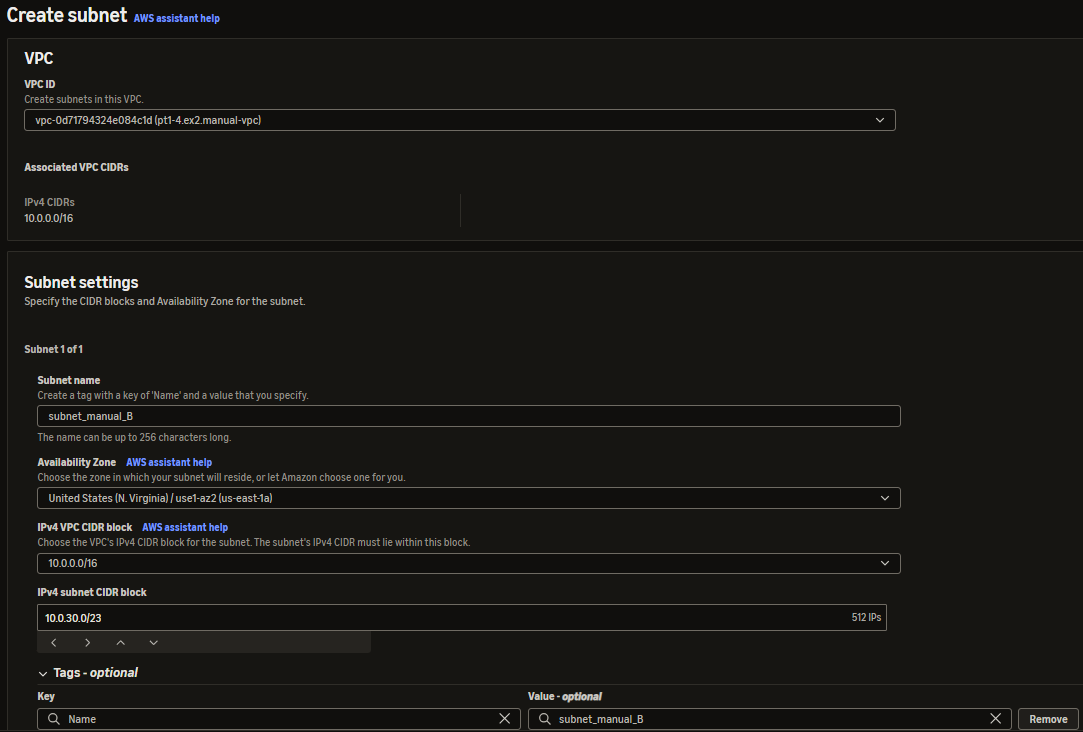 Create subnet AWS assistant help
VPC
VPC ID
Create subnets in this VPC.
vpc-0d71794324e084c1d (pt1-4.ex2.manual-vpc)
Associated VPC CIDRs
IPv4 CIDRs
10.0.0.0/16
Subnet settings
Specify the CIDR blocks and Availability Zone for the subnet.
Subnet 1 of 1
Subnet name
Create a tag with a key of 'Name' and a value that you specify.
subnet_manual_B
The name can be up to 256 characters long.
Availability Zone AWS assistant help
Choose the zone in which your subnet will reside, or let Amazon choose one for you.
United States (N. Virginia) / use1-az2 (us-east-1a)
IPv4 VPC CIDR block AWS assistant help
Choose the VPC's IPv4 CIDR block for the subnet. The subnet's IPv4 CIDR must lie within this block.
10.0.0.0/16
IPv4 subnet CIDR block
10.0.30.0/23 512 IPs
Tags - optional
Key Value - optional
Name subnet_manual_B Remove